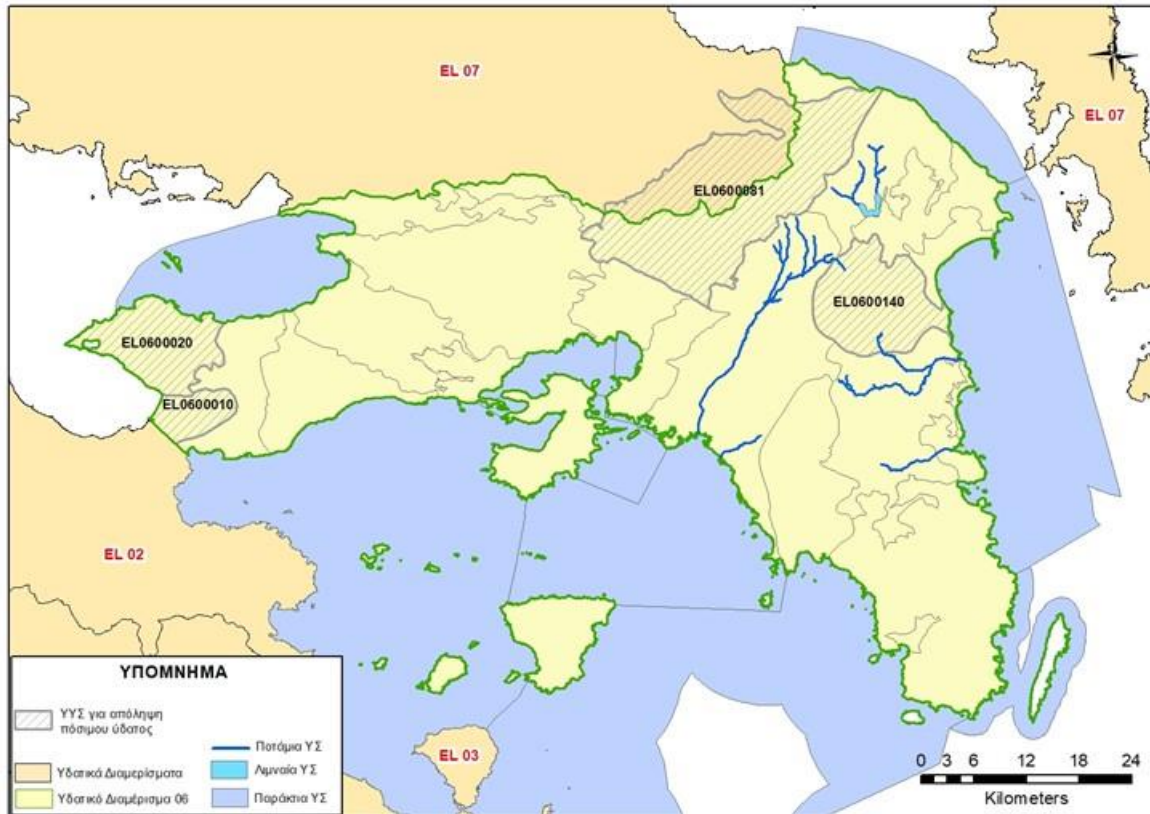 EL 07
EL 07
EL0600081
EL0600140
EL0600020
EL0600010
EL 02
EL 03
ΥΠΟΜΝΗΜΑ
ΥΥΣ για απόληψη
πόσιμου ύδατος
Υδατικά Διαμερίσματα
Υδατικό Διαμέρισμα 06
Ποτάμια ΥΣ
Λιμναία ΥΣ
Παράκτια ΥΣ
0 3 6 12 18 24
Kilometers